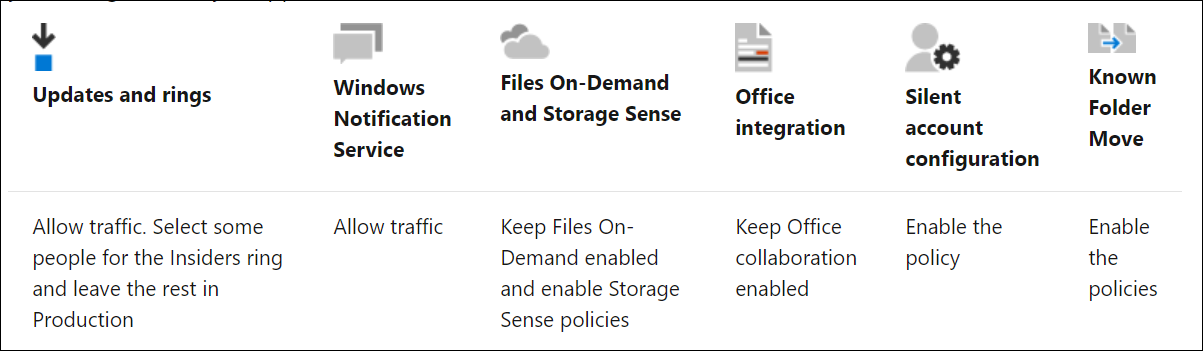 Updates and rings
Windows
Notification
Service
Files On-Demand
and Storage Sense
Office
integration
Silent
account
configuration
Known
Folder
Move
Allow traffic. Select some
people for the Insiders ring
and leave the rest in
Production
Allow traffic
Keep Files On-
Demand enabled
and enable Storage
Sense policies
Keep Office
collaboration
enabled
Enable the
policy
Enable
the
policies